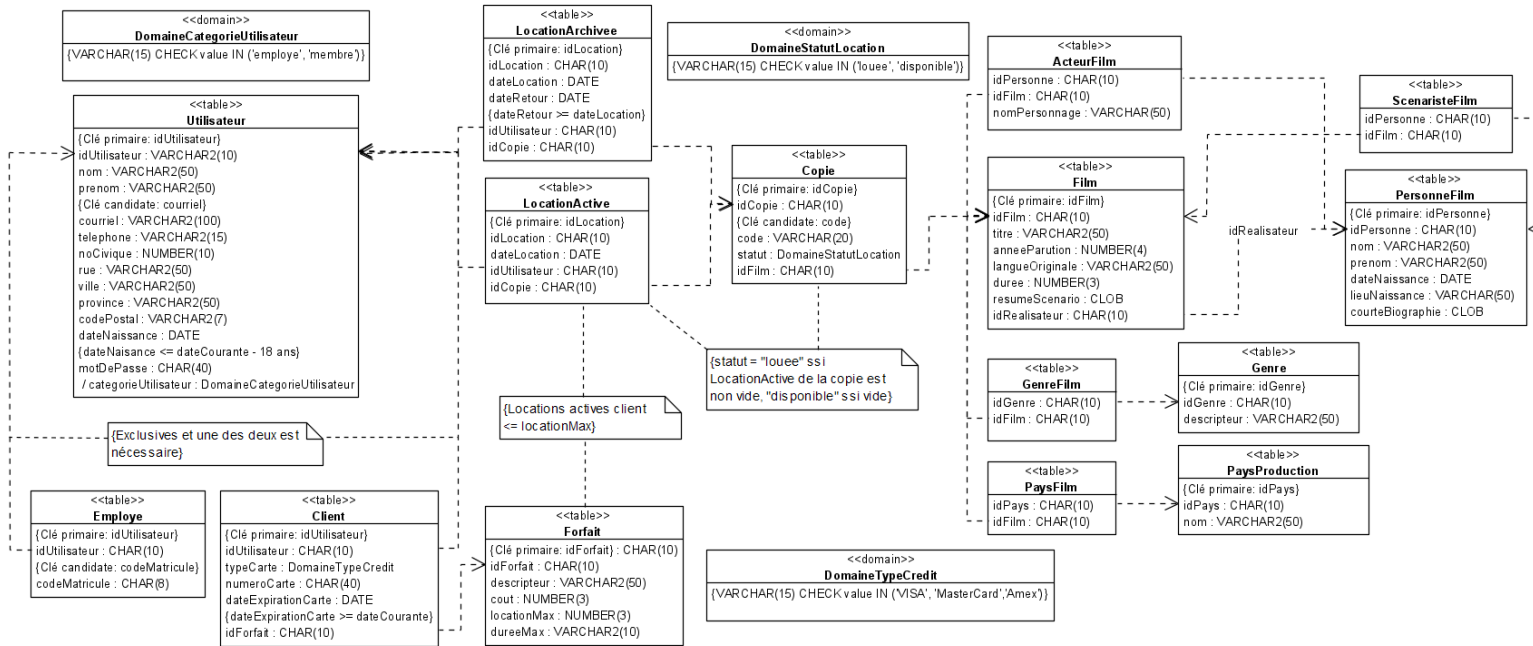 <<domain>>
DomaineCategorieUtilisateur
{VARCHAR(15) CHECK value IN ('employe', 'membre')}
<<table>>
Utilisateur
{Clé primaire: idUtilisateur}
idUtilisateur : VARCHAR2(10)
nom : VARCHAR2(50)
prenom : VARCHAR2(50)
{Clé candidate: courriel}
courriel : VARCHAR2(100)
telephone : VARCHAR2(15)
noCivique : NUMBER(10)
rue : VARCHAR2(50)
ville : VARCHAR2(50)
province : VARCHAR2(50)
codePostal : VARCHAR2(7)
dateNaissance : DATE
{dateNaisance <= dateCourante - 18 ans}
motDePasse : CHAR(40)
/ categorieUtilisateur : DomaineCategorieUtilisateur
{Exclusives et une des deux est
nécessaire}
<<table>>
Employe
{Clé primaire: idUtilisateur}
idUtilisateur : CHAR(10)
{Clé candidate: codeMatricule}
codeMatricule : CHAR(8)
<<table>>
Client
{Clé primaire: idUtilisateur}
idUtilisateur : CHAR(10)
typeCarte : DomaineTypeCredit
numeroCarte : CHAR(40)
dateExpirationCarte : DATE
{dateExpirationCarte >= dateCourante}
idForfait : CHAR(10)
<<table>>
LocationArchivee
{Clé primaire: idLocation}
idLocation : CHAR(10)
dateLocation : DATE
dateRetour : DATE
{dateRetour >= dateLocation}
idUtilisateur : CHAR(10)
idCopie : CHAR(10)
<<table>>
LocationActive
{Clé primaire: idLocation}
idLocation : CHAR(10)
dateLocation : DATE
idUtilisateur : CHAR(10)
idCopie : CHAR(10)
{Locations actives client
<= locationMax}
<<table>>
Forfait
{Clé primaire: idForfait} : CHAR(10)
idForfait : CHAR(10)
descripteur : VARCHAR2(50)
cout : NUMBER(3)
locationMax : NUMBER(3)
dureeMax : VARCHAR2(10)
<<domain>>
DomaineStatutLocation
{VARCHAR(15) CHECK value IN ('louee', 'disponible')}
<<table>>
Copie
{Clé primaire: idCopie}
idCopie : CHAR(10)
{Clé candidate: code}
code : VARCHAR(20)
statut : DomaineStatutLocation
idFilm : CHAR(10)
{statut = "louee" ssi
LocationActive de la copie est
non vide, "disponible" ssi vide}
<<domain>>
DomaineTypeCredit
{VARCHAR(15) CHECK value IN ('VISA', 'MasterCard','Amex')}
<<table>>
ActeurFilm
idPersonne : CHAR(10)
idFilm : CHAR(10)
nomPersonnage : VARCHAR(50)
<<table>>
Film
{Clé primaire: idFilm}
idFilm : CHAR(10)
titre : VARCHAR2(50)
anneeParution : NUMBER(4)
langueOriginale : VARCHAR2(50)
duree : NUMBER(3)
resumeScenario : CLOB
idRealisateur : CHAR(10)
idRealisateur
<<table>>
ScenaristeFilm
idPersonne : CHAR(10)
idFilm : CHAR(10)
<<table>>
PersonneFilm
{Clé primaire: idPersonne}
idPersonne : CHAR(10)
nom : VARCHAR2(50)
prenom : VARCHAR2(50)
dateNaissance : DATE
lieuNaissance : VARCHAR(50)
courteBiographie : CLOB
<<table>>
GenreFilm
idGenre : CHAR(10)
idFilm : CHAR(10)
<<table>>
Genre
{Clé primaire: idGenre}
idGenre : CHAR(10)
descripteur : VARCHAR2(50)
<<table>>
PaysFilm
idPays : CHAR(10)
idFilm : CHAR(10)
<<table>>
PaysProduction
{Clé primaire: idPays}
idPays : CHAR(10)
nom : VARCHAR2(50)